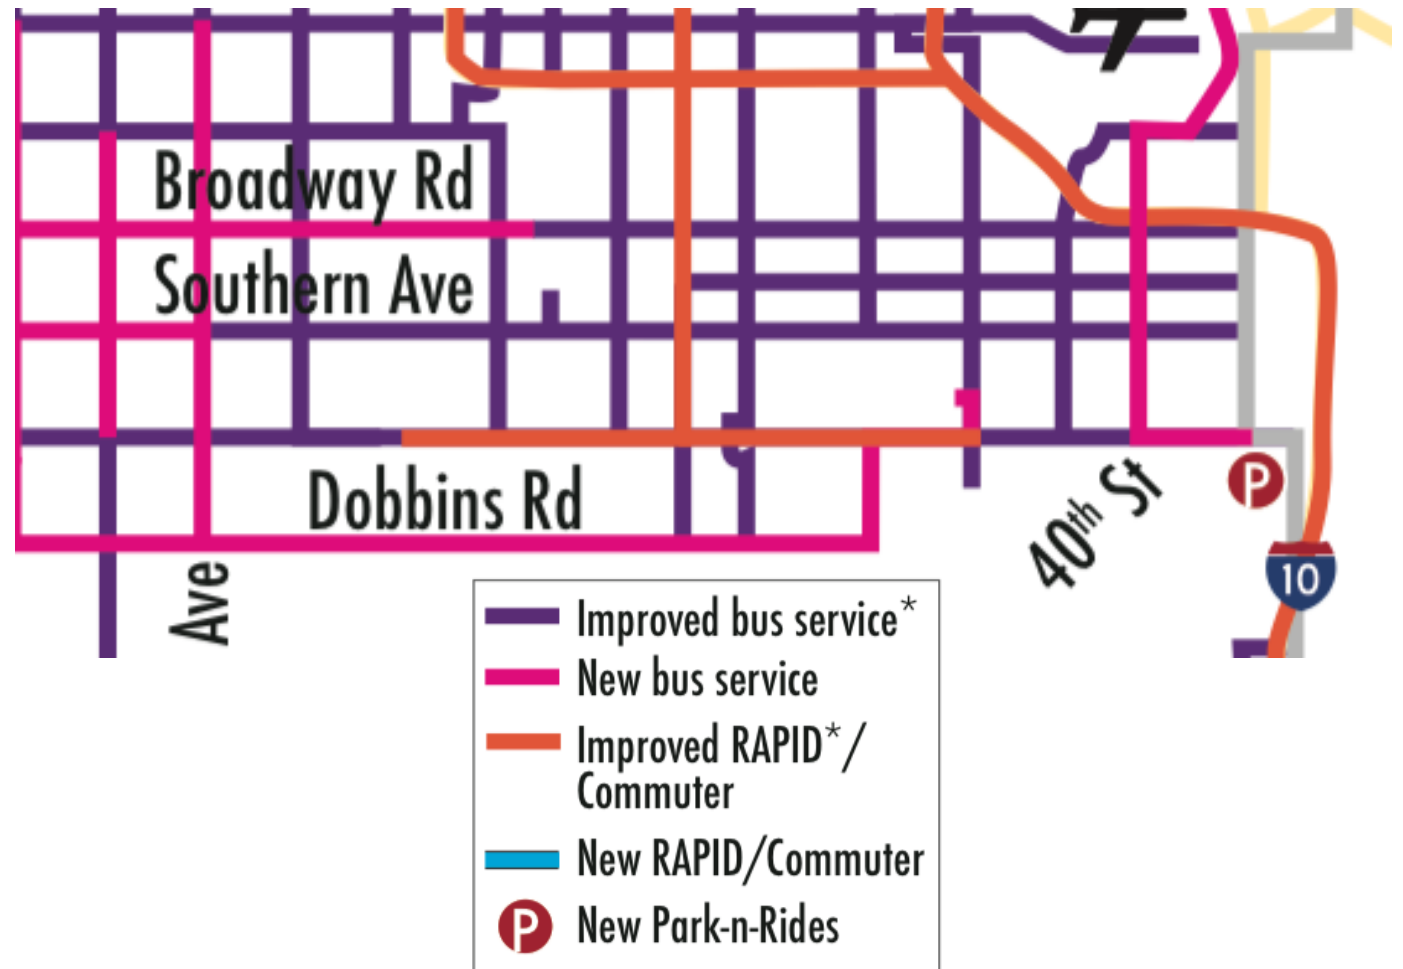 Broadway Rd
Southern Ave
Dobbins Rd
40th St
P
10
Ave
Improved bus service*
New bus service
Improved RAPID*/
Commuter
New RAPID/Commuter
P New Park-n-Rides